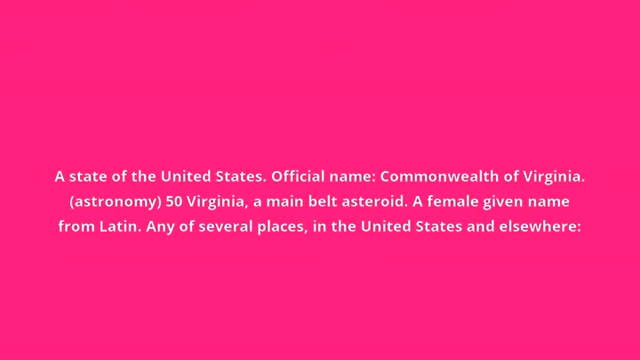 A state of the United States. Official name: Commonwealth of Virginia.
(astronomy) 50 Virginia, a main belt asteroid. A female given name
from Latin. Any of several places, in the United States and elsewhere: